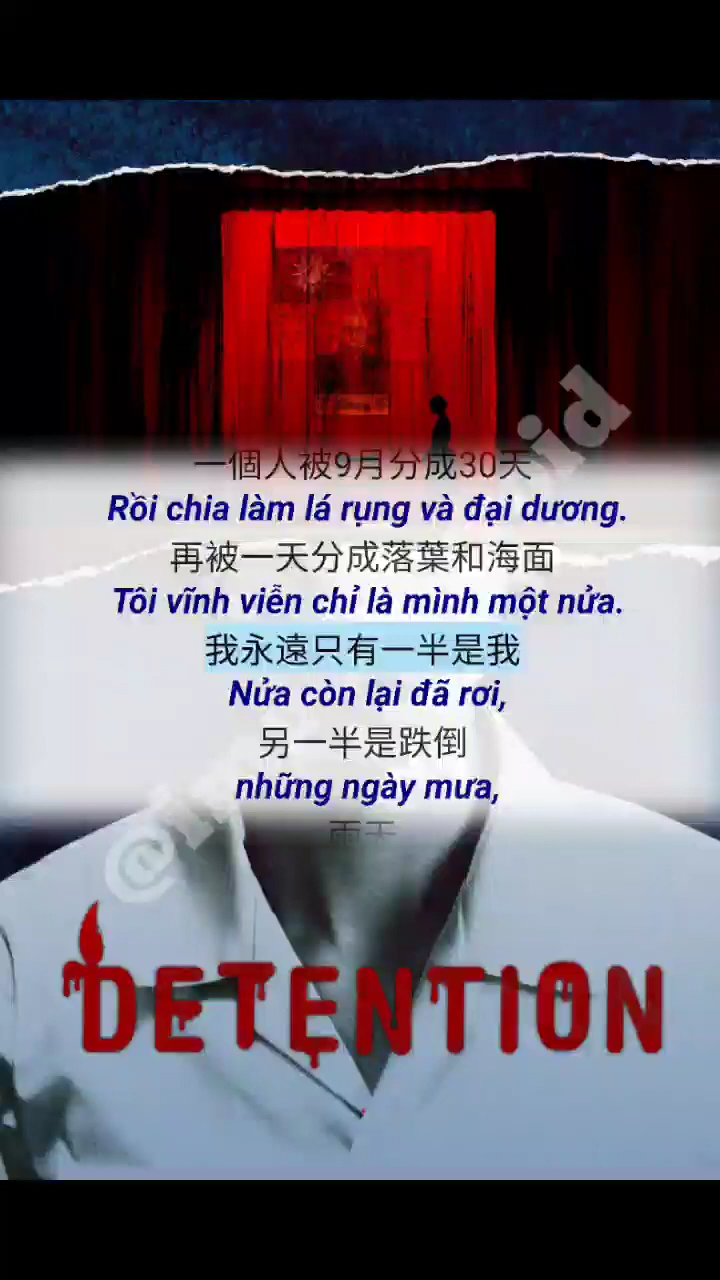 一個人被9月分成30天
Rồi chia làm lá rụng và đại dương.
再被一天分成落葉和海面
Tôi vĩnh viễn chỉ là mình một nửa.
我永遠只有一半是我
Nửa còn lại đã rơi,
另一半是跌倒
những ngày mưa,
雨天
DETENTION